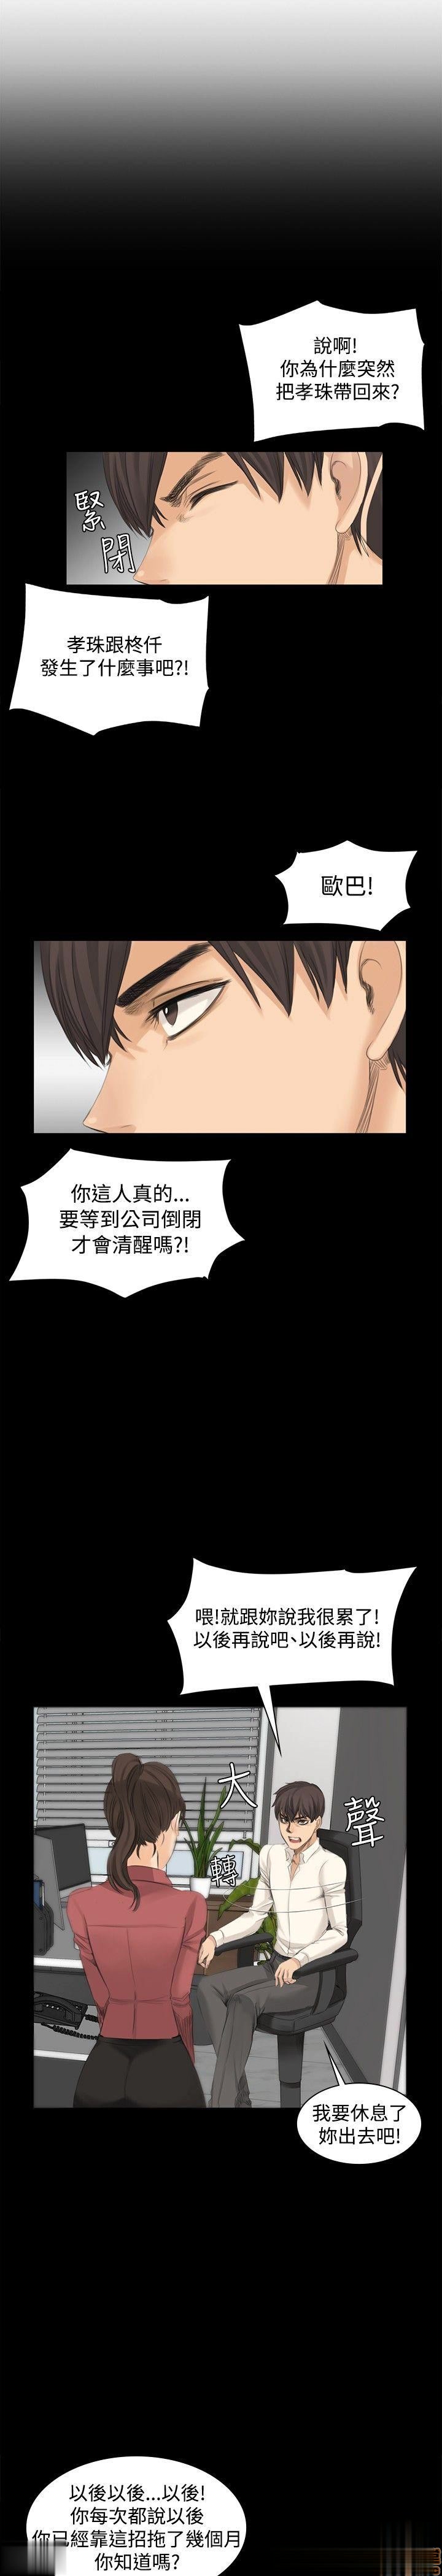 說啊!
你為什麼突然
把孝珠帶回來?
緊
閉
孝珠跟柊仟
發生了什麼事吧?!
歐巴!
你這人真的...
要等到公司倒閉
才會清醒嗎?!
喂!就跟妳說我很累了!
以後再說吧、以後再說!
大
聲
轉
我要休息了
妳出去吧!
以後以後...以後!
你每次都說以後
你已經靠這招拖了幾個月
你知道嗎?